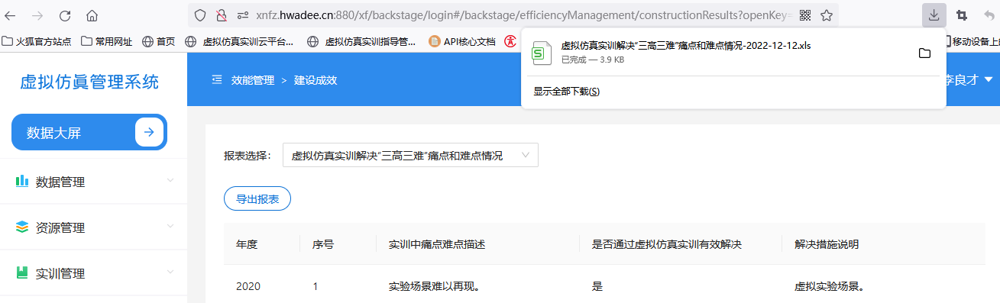 xnfz.hwadee.cn:880/xf/backstage/login#/backstage/efficiencyManagement/constructionResults?openKey=
火狐官方站点 常用网址 首页 虚拟仿真实训云平台... 虚拟仿真实训指导管... API核心文档 移动设备上的
虚拟仿真实训解决“三高三难”痛点和难点情况-2022-12-12.xls
已完成 — 3.9 KB
显示全部下载(S)
虚拟仿真管理系统
效能管理 > 建设成效
李良才
数据大屏
报表选择：
虚拟仿真实训解决“三高三难”痛点和难点情况
数据管理
导出报表
资源管理
年度 序号 实训中痛点难点描述 是否通过虚拟仿真实训有效解决 解决措施说明
实训管理
2020 1 实验场景难以再现。 是 虚拟实验场景。